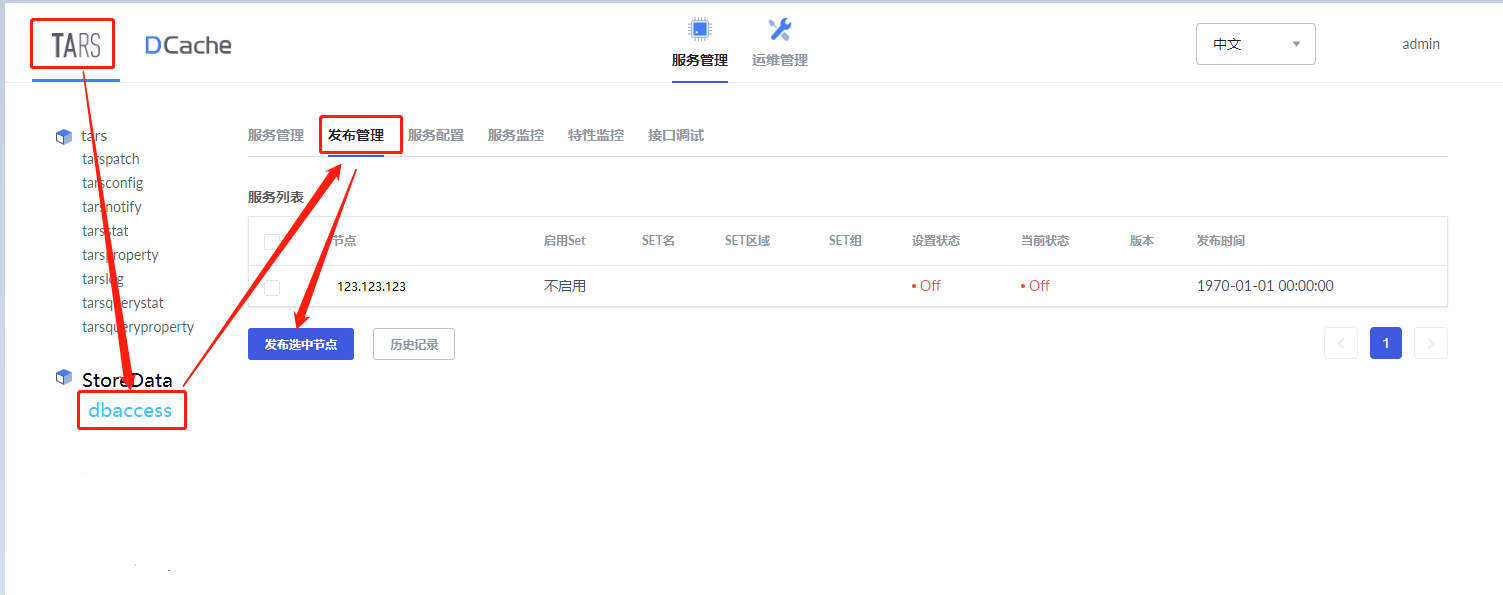 TARS DCache 服务管理 运维管理 中文 admin
服务管理 发布管理 服务配置 服务监控 特性监控 接口调试
tars
tarspatch
tarsconfig
tarsnotify
tarsstat
tarsproperty
tarslog
tarsquerystat
tarsqueryproperty
StoreData
dbaccess
服务列表
节点 启用Set SET名 SET区域 SET组 设置状态 当前状态 版本 发布时间
123.123.123 不启用 • Off • Off 1970-01-01 00:00:00
发布选中节点 历史记录 < 1 >